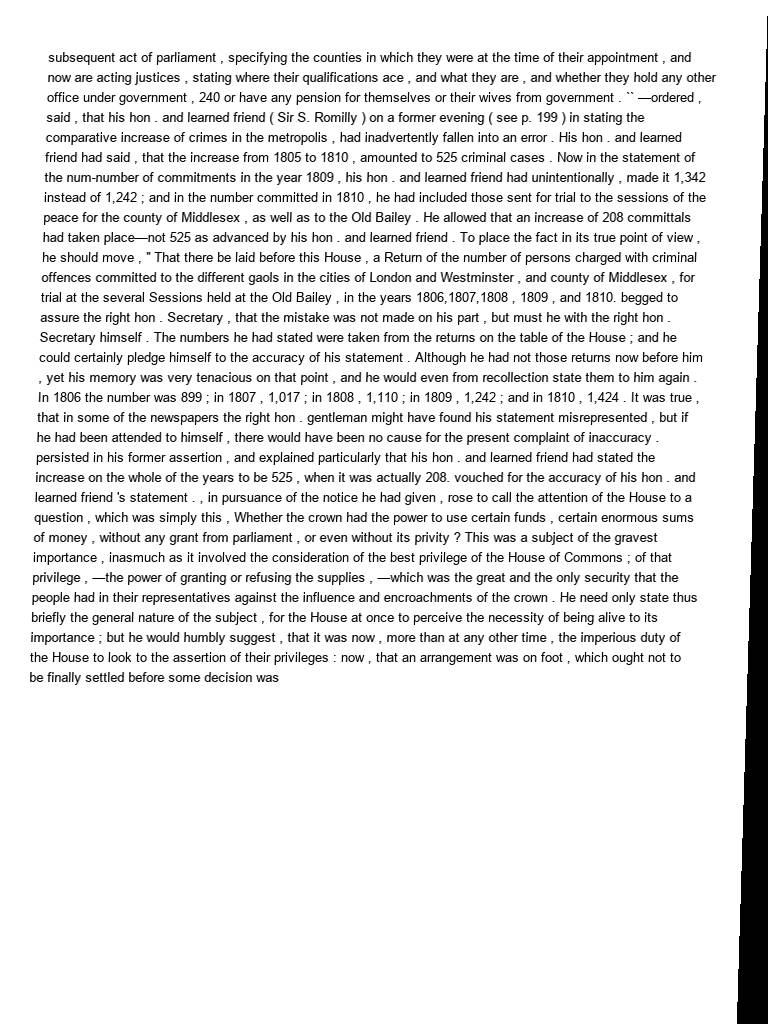 subsequent act of parliament , specifying the counties in which they were at the time of their appointment , and
now are acting justices , stating where their qualifications ace , and what they are , and whether they hold any other
office under government , 240 or have any pension for themselves or their wives from government . `` —ordered ,
said , that his hon . and learned friend ( Sir S. Romilly ) on a former evening ( see p. 199 ) in stating the
comparative increase of crimes in the metropolis , had inadvertently fallen into an error . His hon . and learned
friend had said , that the increase from 1805 to 1810 , amounted to 525 criminal cases . Now in the statement of
the num-number of commitments in the year 1809 , his hon . and learned friend had unintentionally , made it 1,342
instead of 1,242 ; and in the number committed in 1810 , he had included those sent for trial to the sessions of the
peace for the county of Middlesex , as well as to the Old Bailey . He allowed that an increase of 208 committals
had taken place—not 525 as advanced by his hon . and learned friend . To place the fact in its true point of view ,
he should move , " That there be laid before this House , a Return of the number of persons charged with criminal
offences committed to the different gaols in the cities of London and Westminster , and county of Middlesex , for
trial at the several Sessions held at the Old Bailey , in the years 1806,1807,1808 , 1809 , and 1810. begged to
assure the right hon . Secretary , that the mistake was not made on his part , but must he with the right hon .
Secretary himself . The numbers he had stated were taken from the returns on the table of the House ; and he
could certainly pledge himself to the accuracy of his statement . Although he had not those returns now before him
, yet his memory was very tenacious on that point , and he would even from recollection state them to him again .
In 1806 the number was 899 ; in 1807 , 1,017 ; in 1808 , 1,110 ; in 1809 , 1,242 ; and in 1810 , 1,424 . It was true ,
that in some of the newspapers the right hon . gentleman might have found his statement misrepresented , but if
he had been attended to himself , there would have been no cause for the present complaint of inaccuracy .
persisted in his former assertion , and explained particularly that his hon . and learned friend had stated the
increase on the whole of the years to be 525 , when it was actually 208. vouched for the accuracy of his hon . and
learned friend 's statement . , in pursuance of the notice he had given , rose to call the attention of the House to a
question , which was simply this , Whether the crown had the power to use certain funds , certain enormous sums
of money , without any grant from parliament , or even without its privity ? This was a subject of the gravest
importance , inasmuch as it involved the consideration of the best privilege of the House of Commons ; of that
privilege , —the power of granting or refusing the supplies , —which was the great and the only security that the
people had in their representatives against the influence and encroachments of the crown . He need only state thus
briefly the general nature of the subject , for the House at once to perceive the necessity of being alive to its
importance ; but he would humbly suggest , that it was now , more than at any other time , the imperious duty of
the House to look to the assertion of their privileges : now , that an arrangement was on foot , which ought not to
be finally settled before some decision was